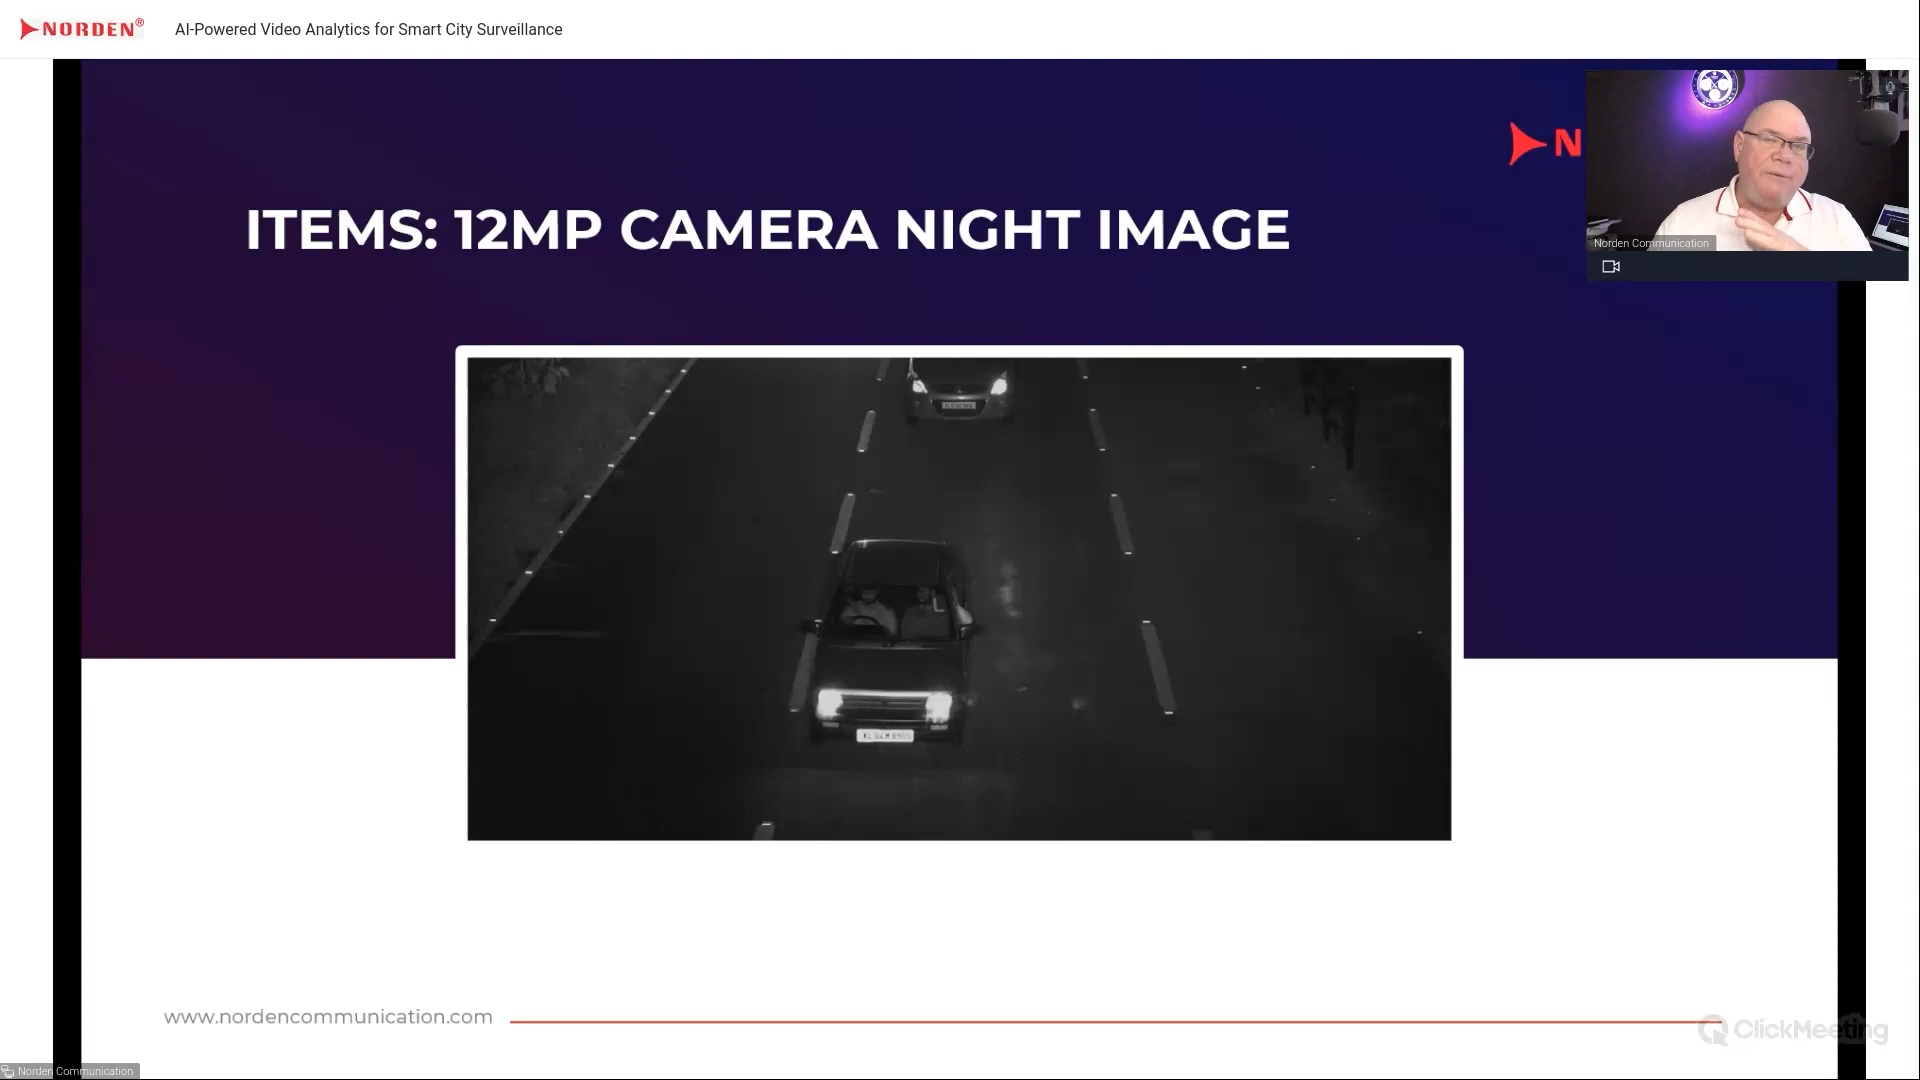 NORDEN®
AI-Powered Video Analytics for Smart City Surveillance
N
ITEMS: 12MP CAMERA NIGHT IMAGE
Norden Communication
www.nordencommunication.com
ClickMeeting
Norden Communication